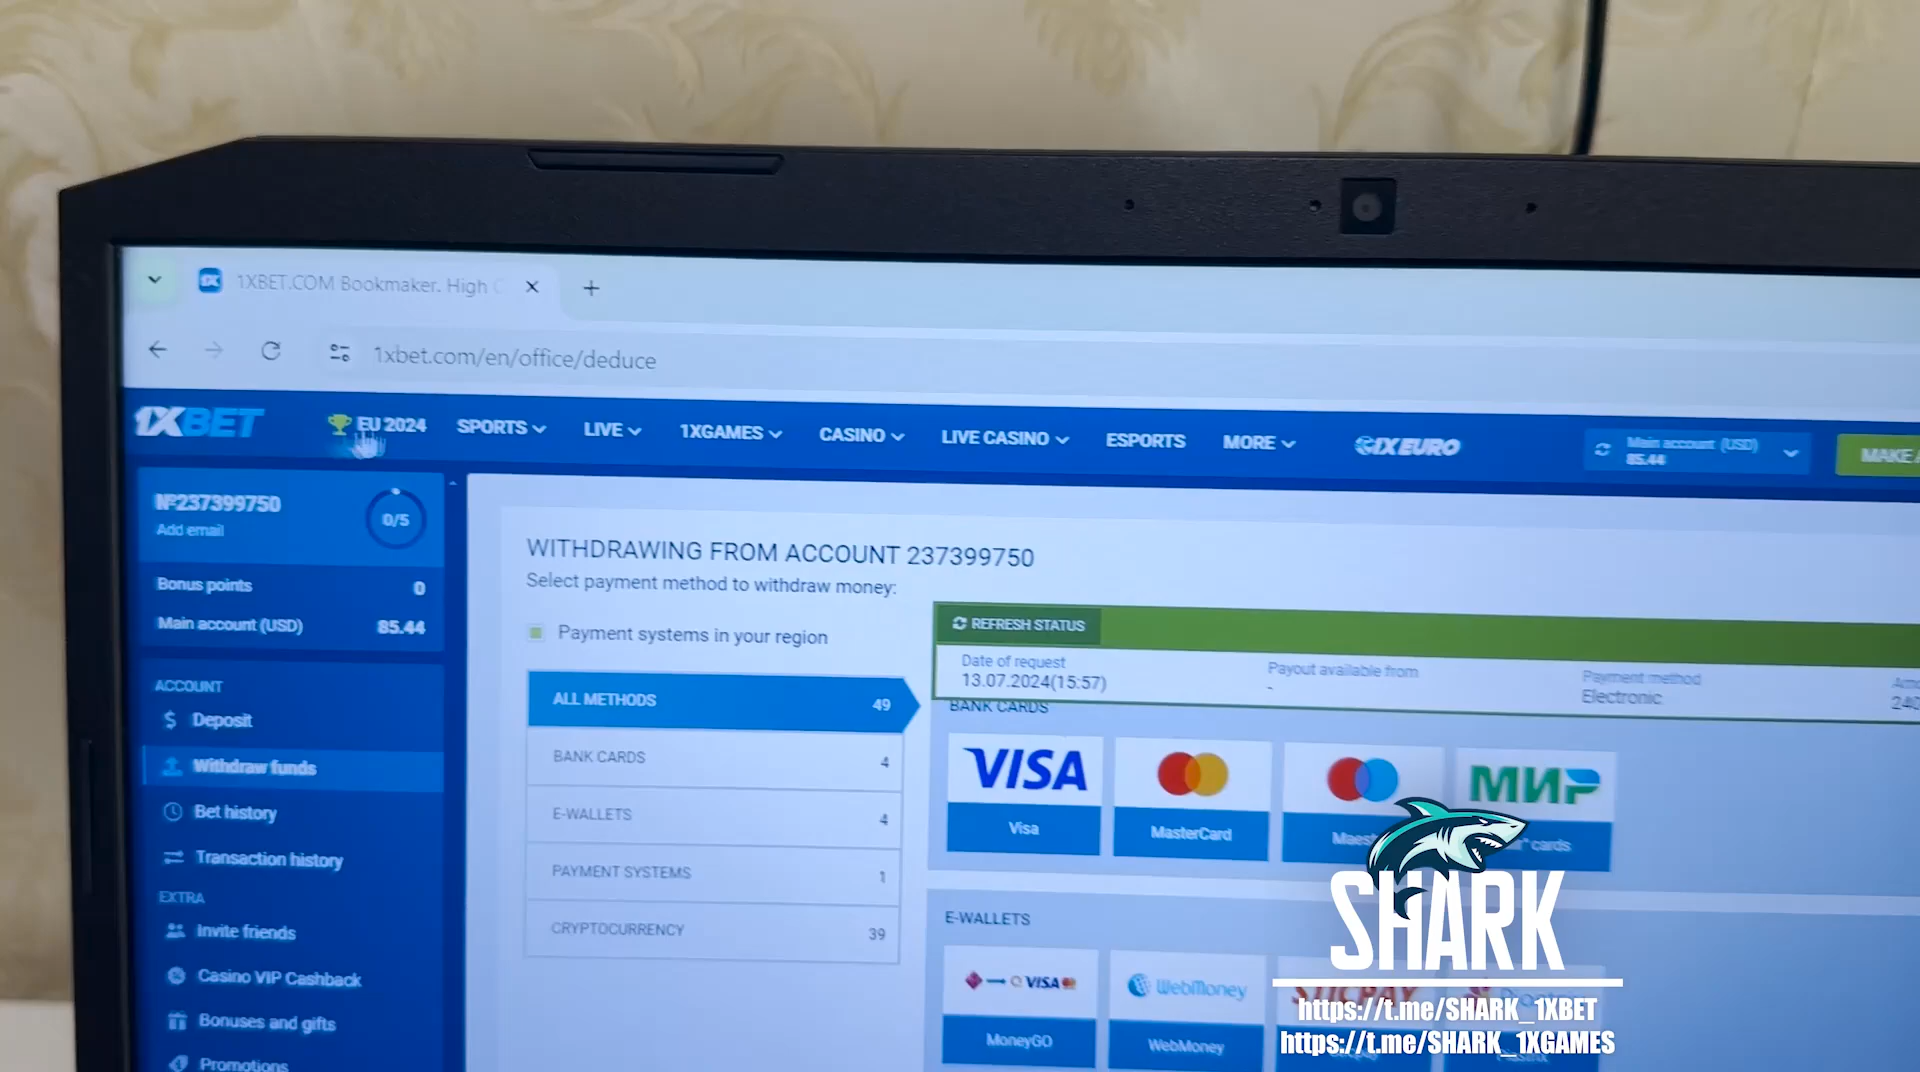 1XBET.COM Bookmaker. High
1xbet.com/en/office/deduce
1XBET
EU 2024
SPORTS
LIVE
1XGAMES
CASINO
LIVE CASINO
ESPORTS
MORE
1XEURO
Main account (USD)
85.44
MAKE
№237399750
Add email
0/5
Bonus points 0
Main account (USD) 85.44
ACCOUNT
$ Deposit
Withdraw funds
Bet history
Transaction history
EXTRA
Invite friends
Casino VIP Cashback
Bonuses and gifts
Promotions
WITHDRAWING FROM ACCOUNT 237399750
Select payment method to withdraw money:
Payment systems in your region
ALL METHODS 49
BANK CARDS 4
E-WALLETS 4
PAYMENT SYSTEMS 1
CRYPTOCURRENCY 39
REFRESH STATUS
Date of request
13.07.2024(15:57)
Payout available from
-
Payment method
Electronic
240
BANK CARDS
VISA
Visa
MasterCard
МИР
cards
E-WALLETS
VISA
MoneyGO
WebMoney
WebMoney
SHARK
https://t.me/SHARK_1XBET
https://t.me/SHARK_1XGAMES